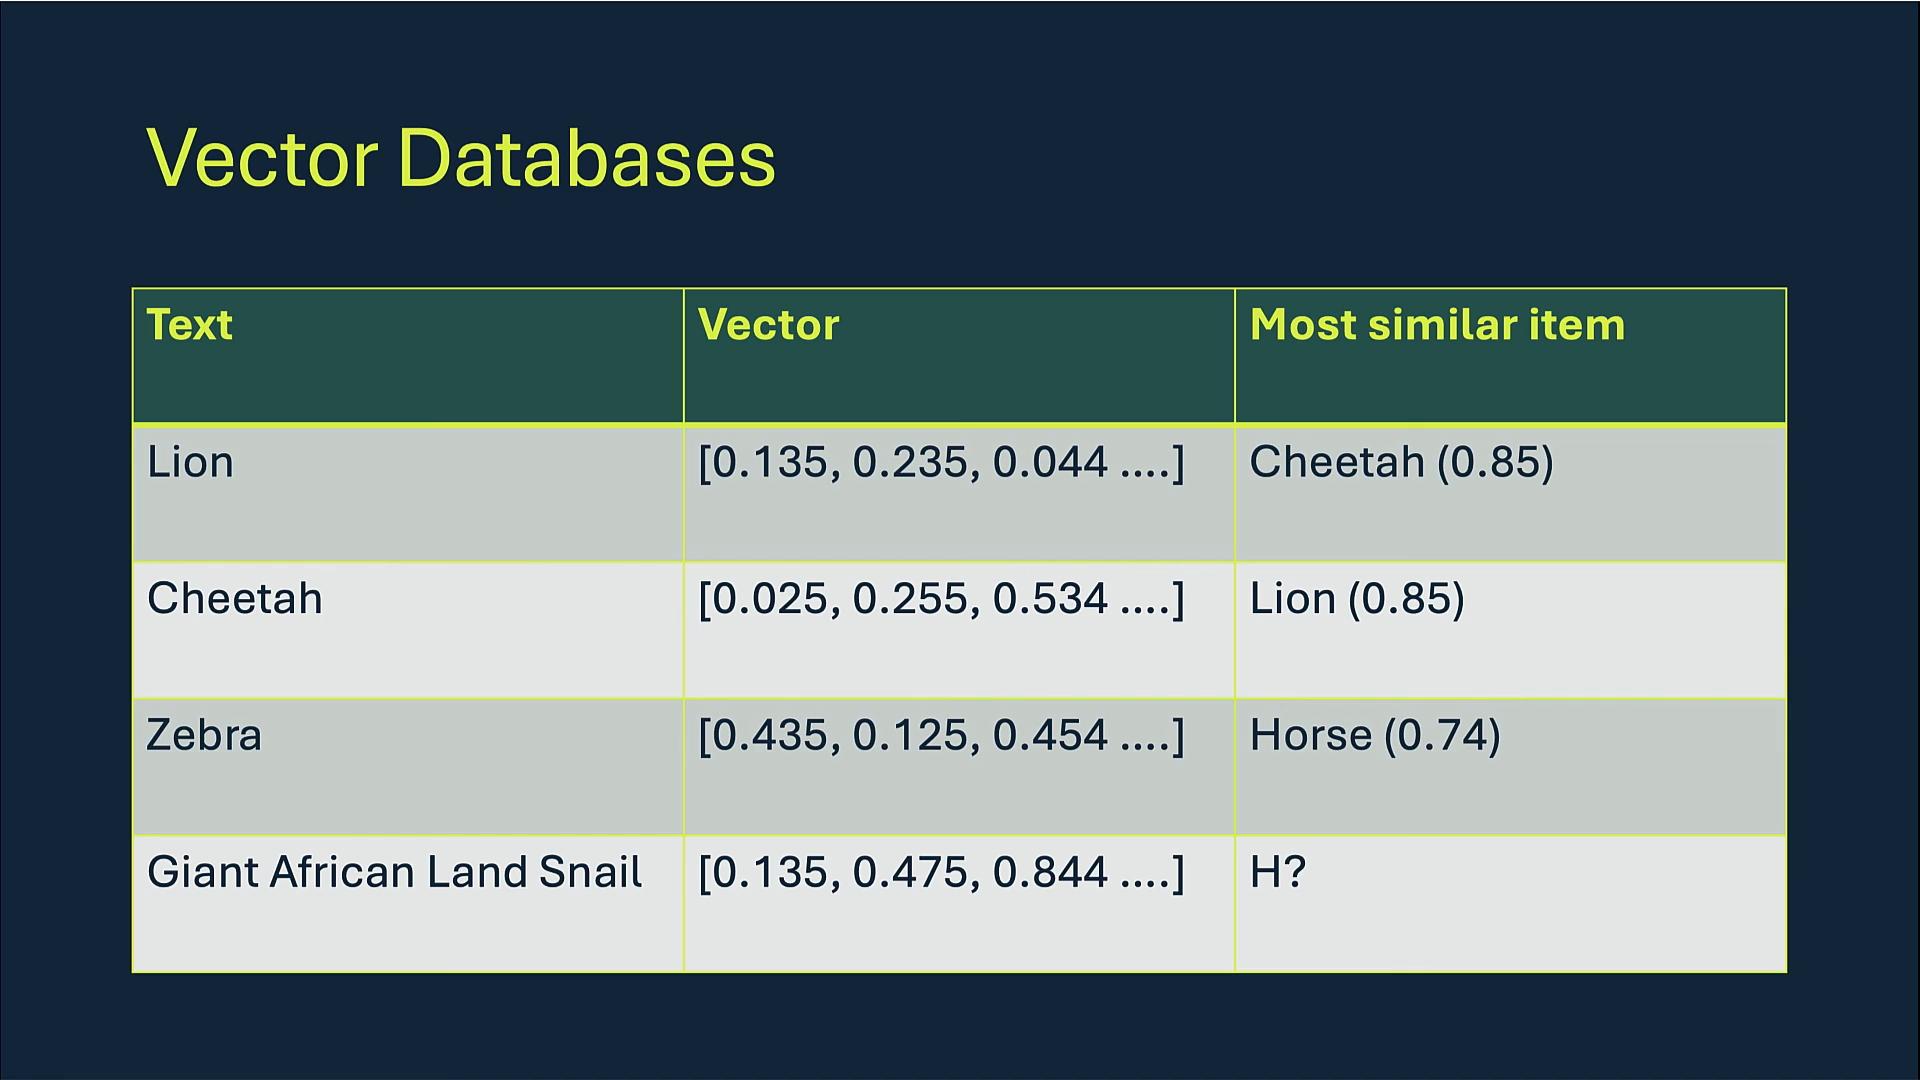 Vector Databases
Text Vector Most similar item
Lion [0.135, 0.235, 0.044 ....] Cheetah (0.85)
Cheetah [0.025, 0.255, 0.534 ....] Lion (0.85)
Zebra [0.435, 0.125, 0.454 ....] Horse (0.74)
Giant African Land Snail [0.135, 0.475, 0.844 ....] H?